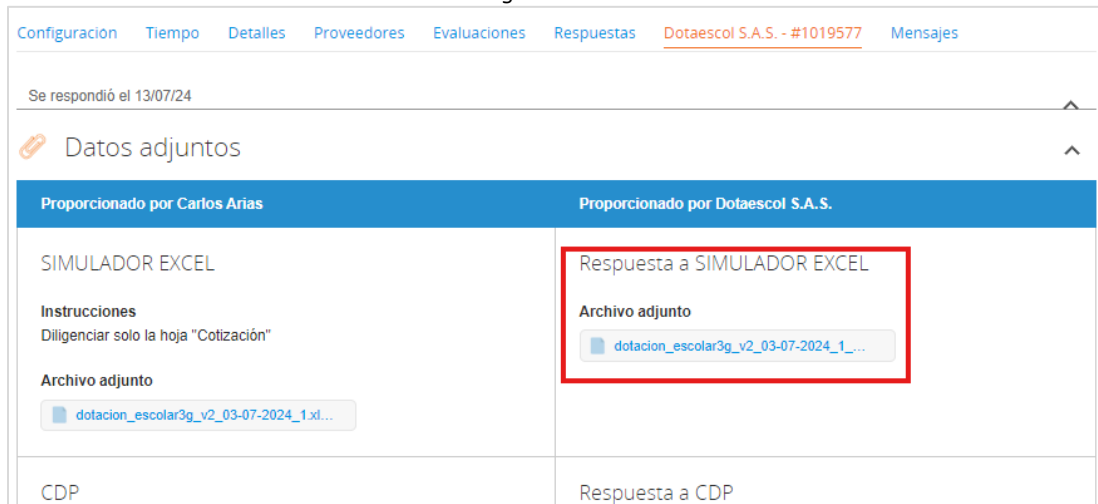 Configuración Tiempo Detalles Proveedores Evaluaciones Respuestas Dotaescol S.A.S. - #1019577 Mensajes
Se respondió el 13/07/24
Datos adjuntos
Proporcionado por Carlos Arias
Proporcionado por Dotaescol S.A.S.
SIMULADOR EXCEL
Instrucciones
Diligenciar solo la hoja "Cotización"
Archivo adjunto
dotacion_escolar3g_v2_03-07-2024_1.xl...
Respuesta a SIMULADOR EXCEL
Archivo adjunto
dotacion_escolar3g_v2_03-07-2024_1_...
CDP
Respuesta a CDP